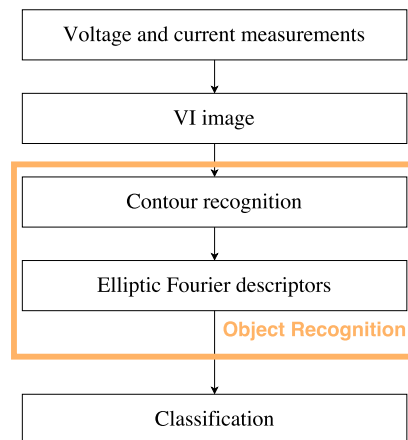 Voltage and current measurements
VI image
Contour recognition
Elliptic Fourier descriptors
Object Recognition
Classification